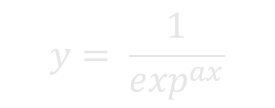 y = 1 / exp^{ax}